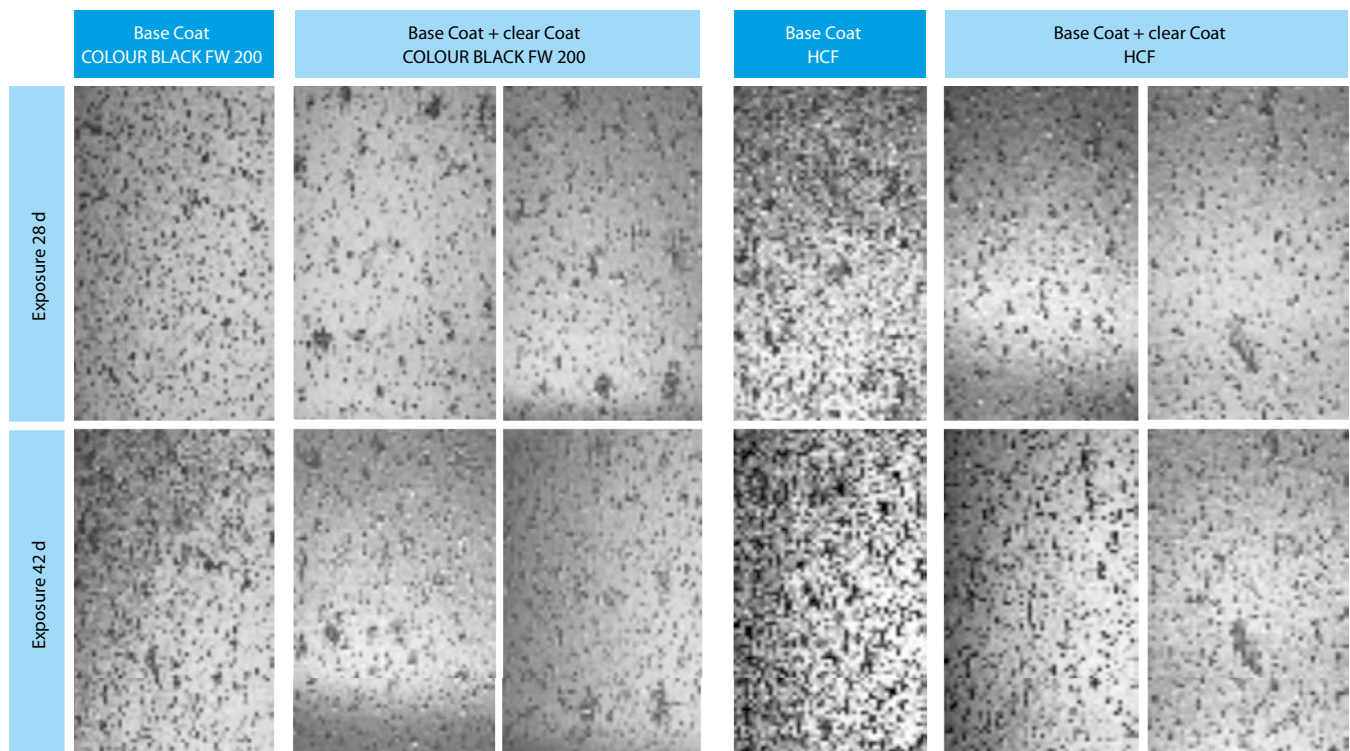 Base Coat
COLOUR BLACK FW 200
Base Coat + clear Coat
COLOUR BLACK FW 200
Base Coat
HCF
Base Coat + clear Coat
HCF
Exposure 28 d
Exposure 42 d